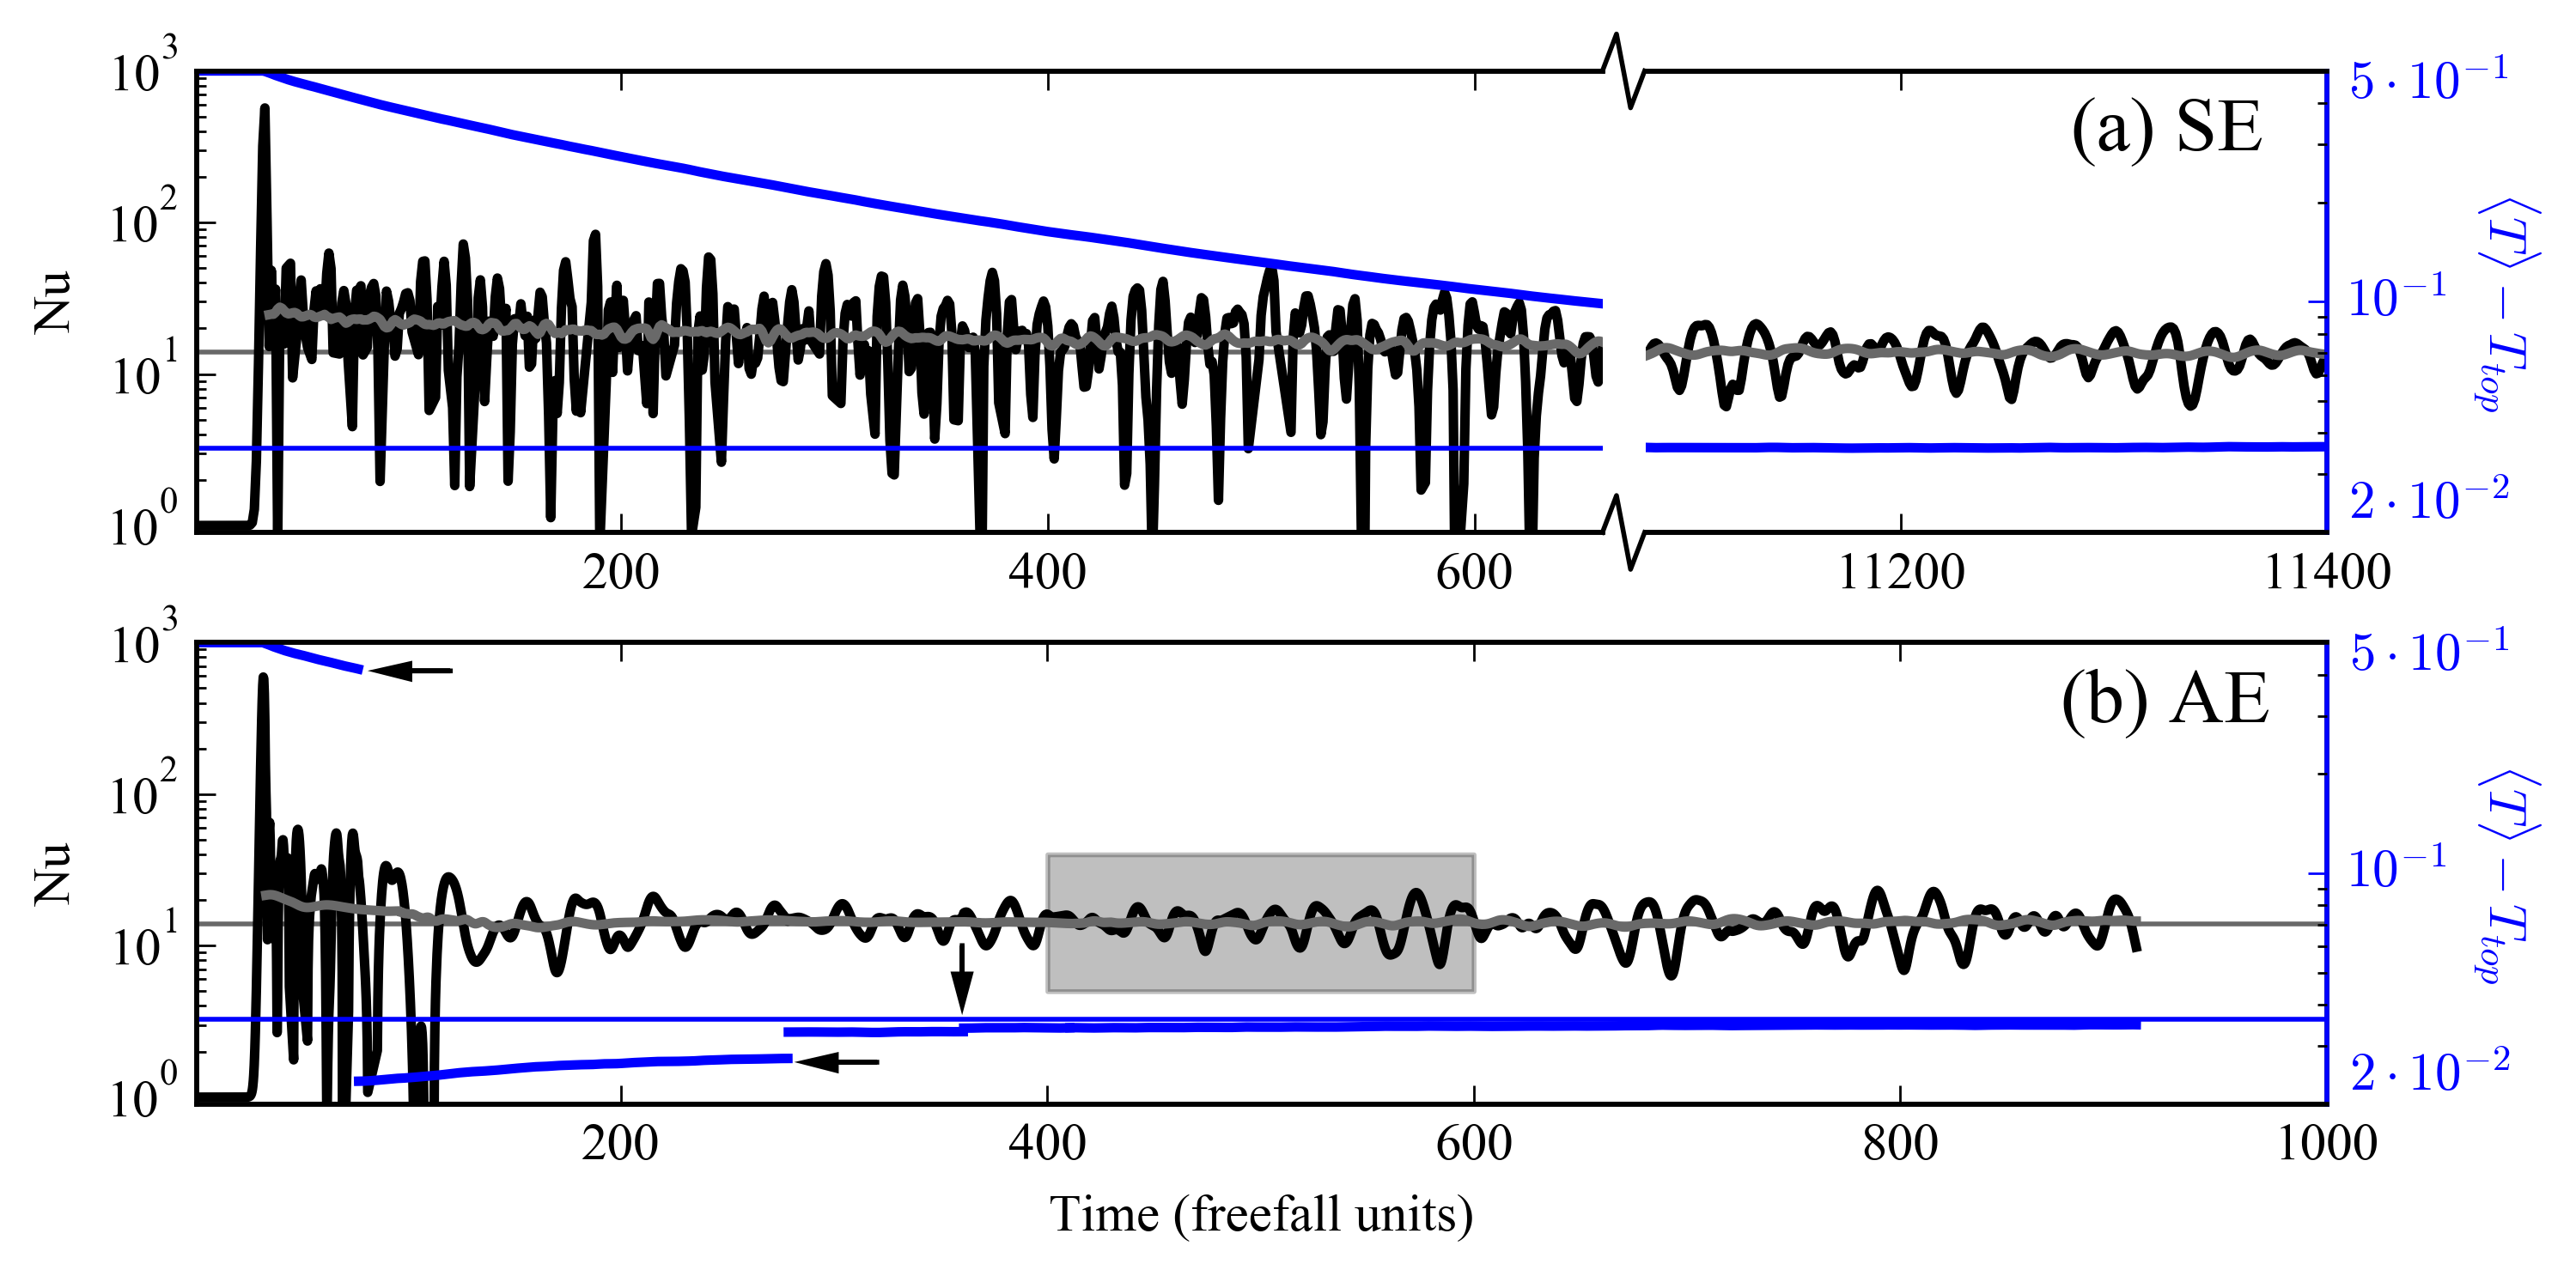 (a) SE
Nu
10³
10²
10¹
10⁰
5·10⁻¹
10⁻¹
2·10⁻²
⟨T⟩ − T_top
200 400 600 11200 11400
(b) AE
Nu
10³
10²
10¹
10⁰
5·10⁻¹
10⁻¹
2·10⁻²
⟨T⟩ − T_top
200 400 600 800 1000
Time (freefall units)